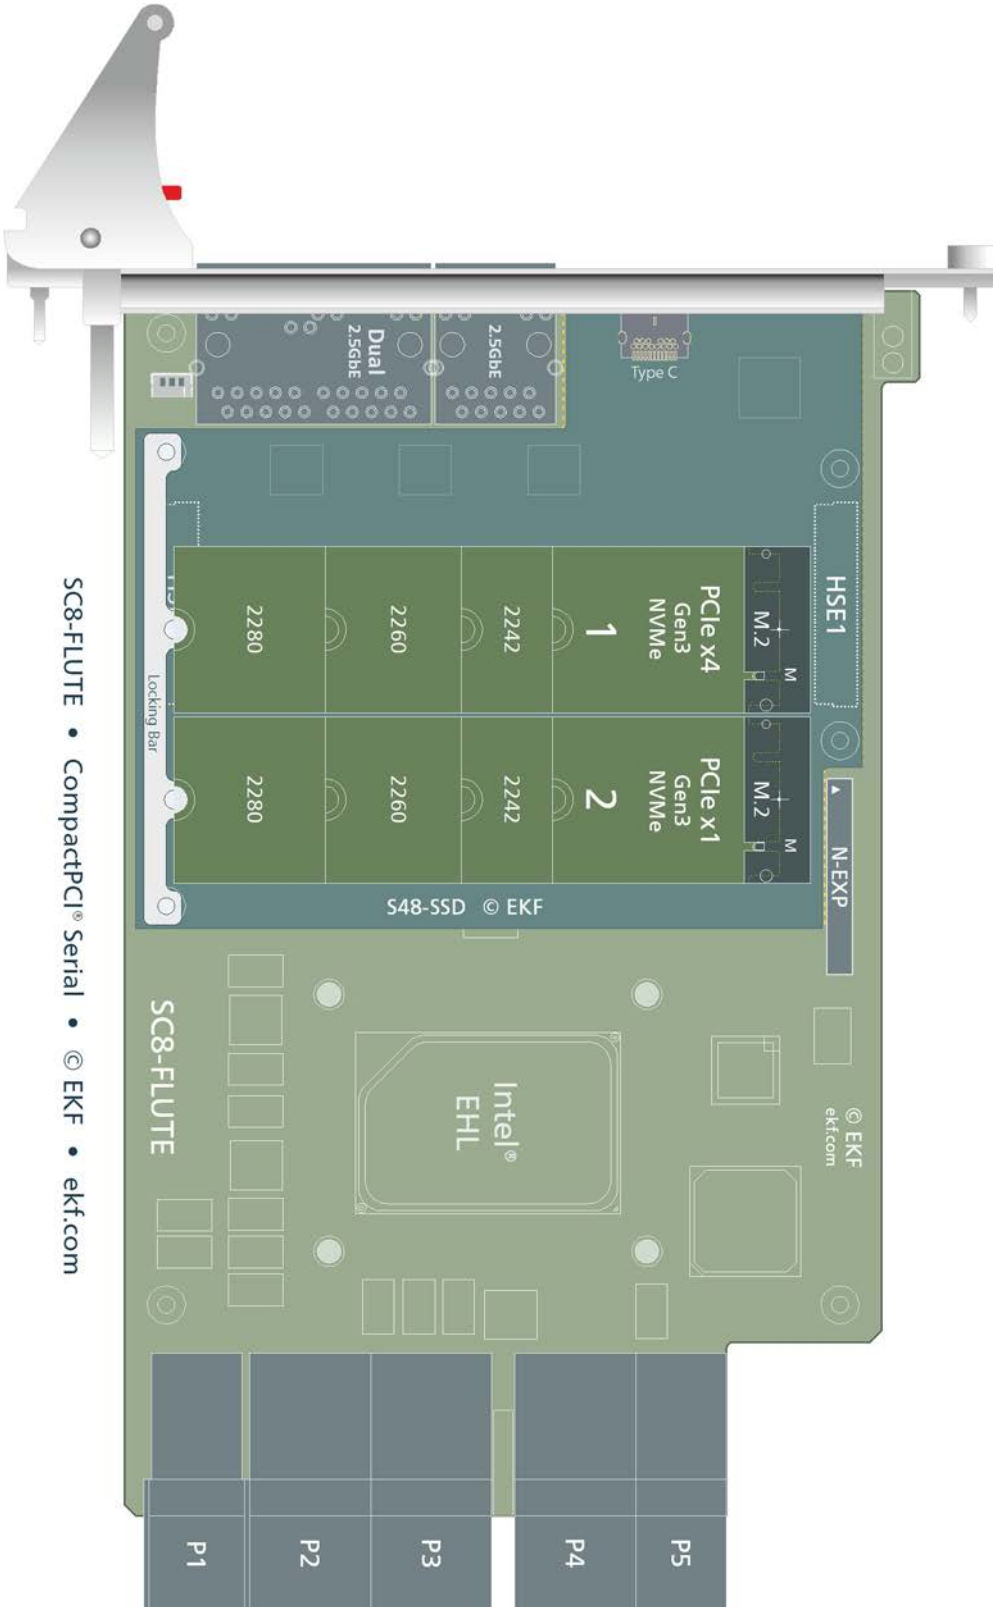 Dual
2.5GbE
2.5GbE
Type C
HSE1
PCIe x4
Gen3
NVMe
1
M.2
M
2242
2260
2280
Locking Bar
PCIe x1
Gen3
NVMe
2
M.2
M
2242
2260
2280
N-EXP
S48-SSD © EKF
SC8-FLUTE
Intel®
EHL
© EKF
ekf.com
P1
P2
P3
P4
P5
SC8-FLUTE • CompactPCI® Serial • © EKF • ekf.com